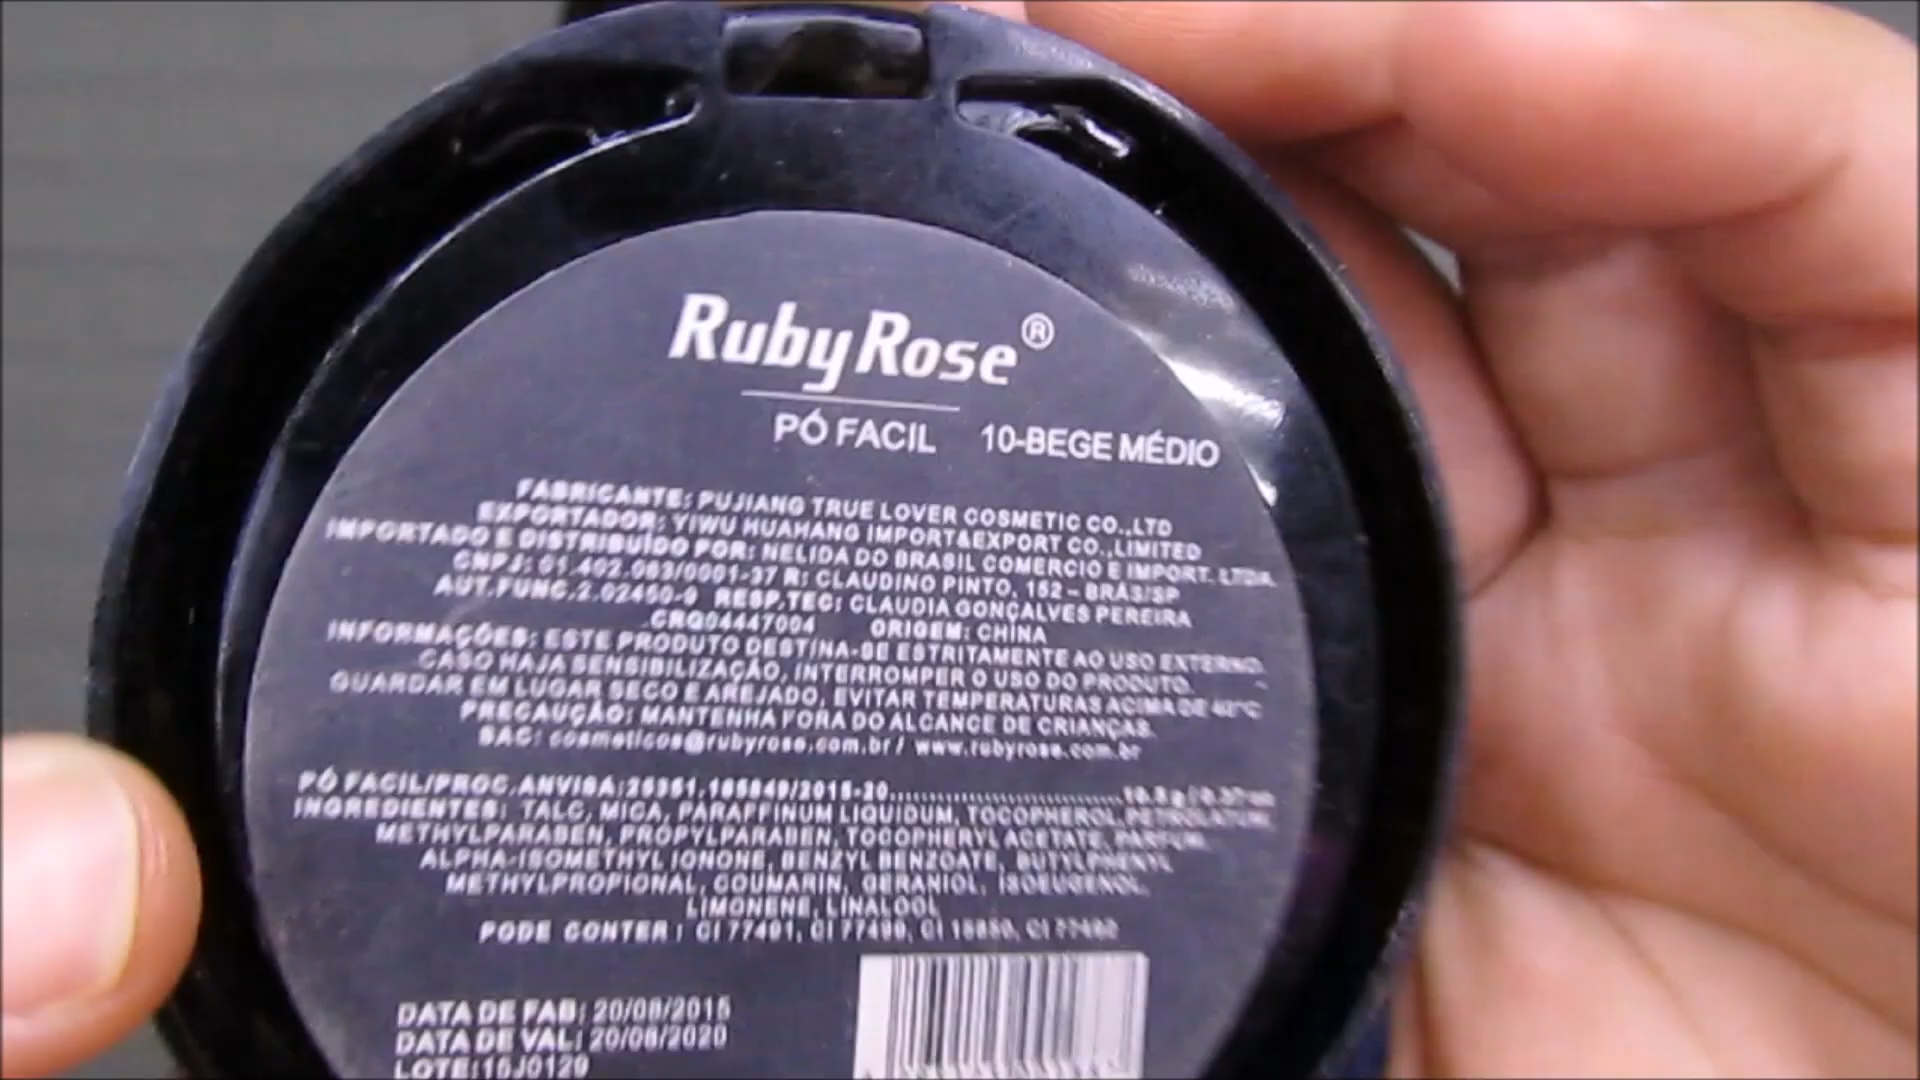 RubyRose®
PÓ FACIL 10-BEGE MÉDIO
FABRICANTE: PUJIANG TRUE LOVER COSMETIC CO.,LTD
EXPORTADOR: YIWU HUAHANG IMPORT&EXPORT CO.,LIMITED
IMPORTADO E DISTRIBUÍDO POR: NELIDA DO BRASIL COMERCIO E IMPORT. LTDA.
CNPJ: 01.402.063/0001-37 R: CLAUDINO PINTO, 152 – BRÁS/SP
AUT.FUNC.2.02450-9 RESP.TEC: CLAUDIA GONÇALVES PEREIRA
CRQ04447004 ORIGEM: CHINA
INFORMAÇÕES: ESTE PRODUTO DESTINA-SE ESTRITAMENTE AO USO EXTERNO.
CASO HAJA SENSIBILIZAÇÃO, INTERROMPER O USO DO PRODUTO.
GUARDAR EM LUGAR SECO E AREJADO, EVITAR TEMPERATURAS ACIMA DE
PRECAUÇÃO: MANTENHA FORA DO ALCANCE DE CRIANÇAS.
SAC: cosmeticos@rubyrose.com.br / www.rubyrose.com.br
PÓ FACIL/PROC.ANVISA:
INGREDIENTES: TALC, MICA, PARAFFINUM LIQUIDUM, TOCOPHEROL, PETROLATUM,
METHYLPARABEN, PROPYLPARABEN, TOCOPHERYL ACETATE, PARFUM,
ALPHA-ISOMETHYL IONONE, BENZYL BENZOATE, BUTYLPHENYL
METHYLPROPIONAL, COUMARIN, GERANIOL, ISOEUGENOL,
LIMONENE, LINALOOL
PODE CONTER: CI 77491, CI 77499,
DATA DE FAB: 20/08/2015
DATA DE VAL: 20/08/2020
LOTE:15J0129